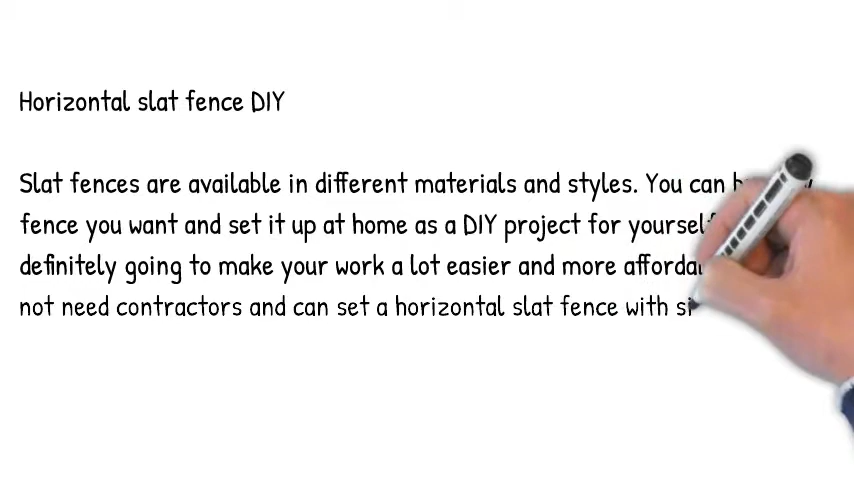 Horizontal slat fence DIY
Slat fences are available in different materials and styles. You can
fence you want and set it up at home as a DIY project for
definitely going to make your work a lot easier and more
not need contractors and can set a horizontal slat fence with